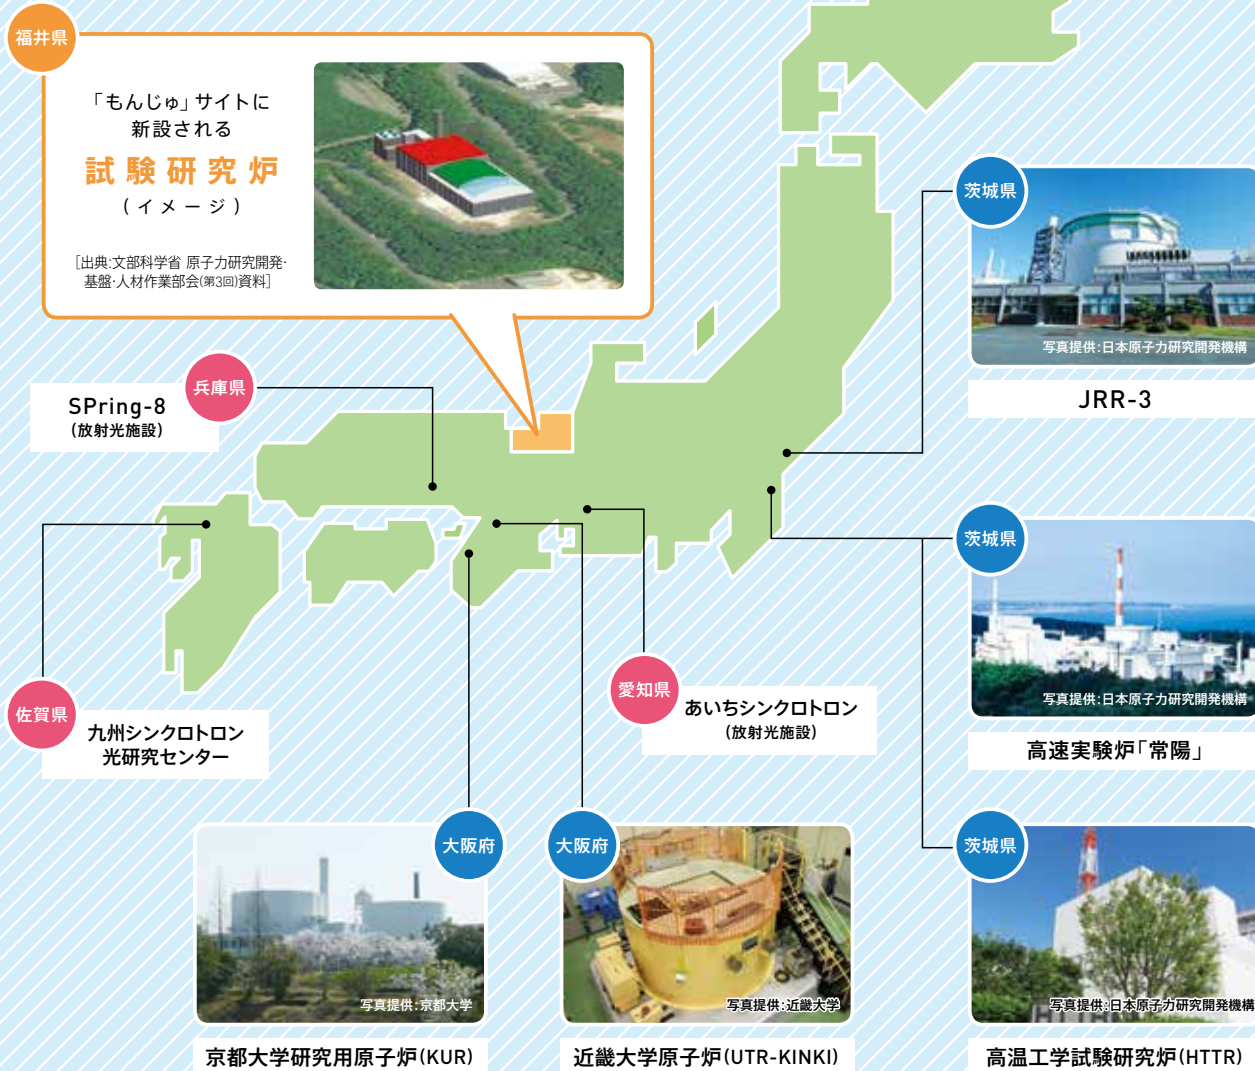 福井県
「もんじゅ」サイトに
新設される
試験研究炉
(イメージ)
[出典:文部科学省 原子力研究開発・
基盤・人材作業部会(第3回)資料]
茨城県
写真提供:日本原子力研究開発機構
JRR-3
兵庫県
SPring-8
(放射光施設)
茨城県
写真提供:日本原子力研究開発機構
高速実験炉「常陽」
佐賀県
九州シンクロトロン
光研究センター
愛知県
あいちシンクロトロン
(放射光施設)
大阪府
写真提供:京都大学
京都大学研究用原子炉(KUR)
大阪府
写真提供:近畿大学
近畿大学原子炉(UTR-KINKI)
茨城県
写真提供:日本原子力研究開発機構
高温工学試験研究炉(HTTR)